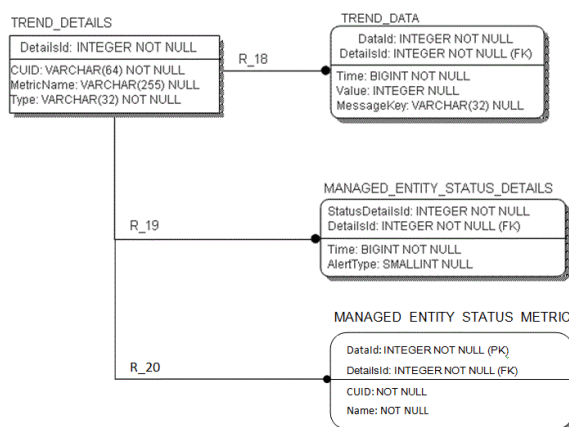 TREND_DETAILS
DetailsId: INTEGER NOT NULL
CUID: VARCHAR(64) NOT NULL
MetricName: VARCHAR(255) NULL
Type: VARCHAR(32) NOT NULL
R_18
TREND_DATA
DataId: INTEGER NOT NULL
DetailsId: INTEGER NOT NULL (FK)
Time: BIGINT NOT NULL
Value: INTEGER NULL
MessageKey: VARCHAR(32) NULL
R_19
MANAGED_ENTITY_STATUS_DETAILS
StatusDetailsId: INTEGER NOT NULL
DetailsId: INTEGER NOT NULL (FK)
Time: BIGINT NOT NULL
AlertType: SMALLINT NULL
R_20
MANAGED ENTITY STATUS METRIC
DataId: INTEGER NOT NULL (PK)
DetailsId: INTEGER NOT NULL (FK)
CUID: NOT NULL
Name: NOT NULL